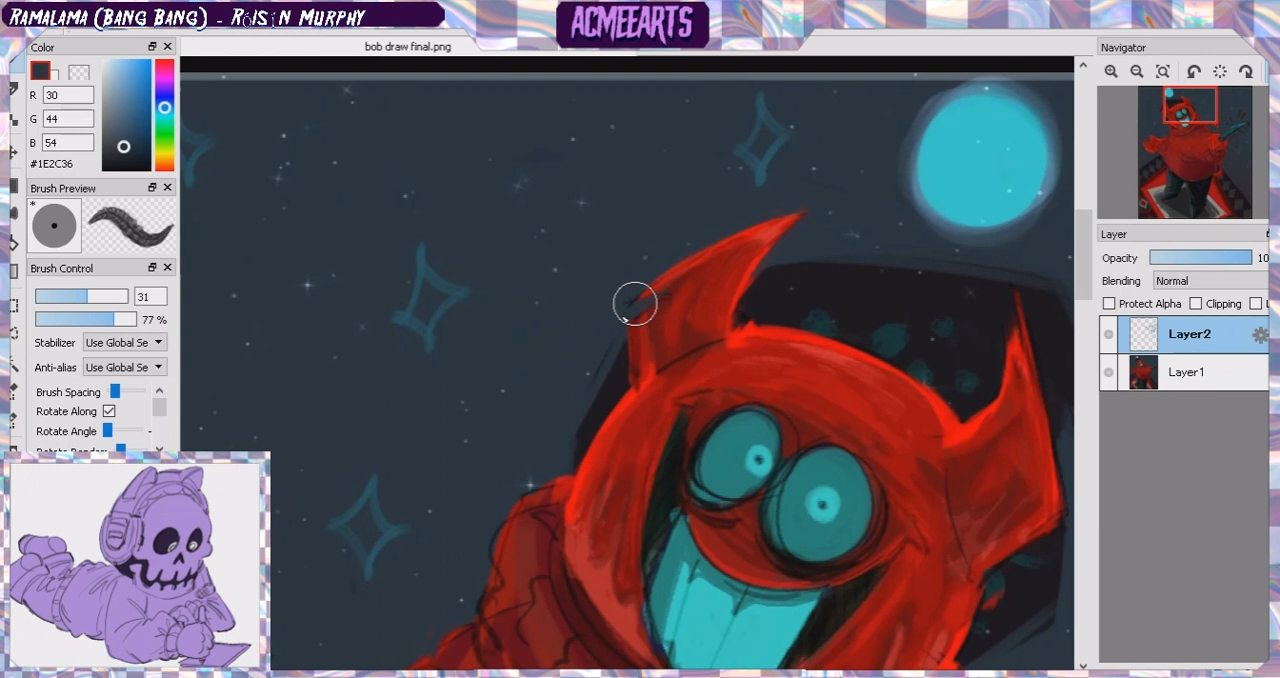 Ramalama (Bang Bang) - Róisín Murphy
ACMEEARTS
bob draw final.png
Color
R 30
G 44
B 54
#1E2C36
Brush Preview
*
Brush Control
31
77 %
Stabilizer Use Global Se
Anti-alias Use Global Se
Brush Spacing
Rotate Along
Rotate Angle
Navigator
Layer
Opacity 10
Blending Normal
Protect Alpha Clipping L
Layer2
Layer1